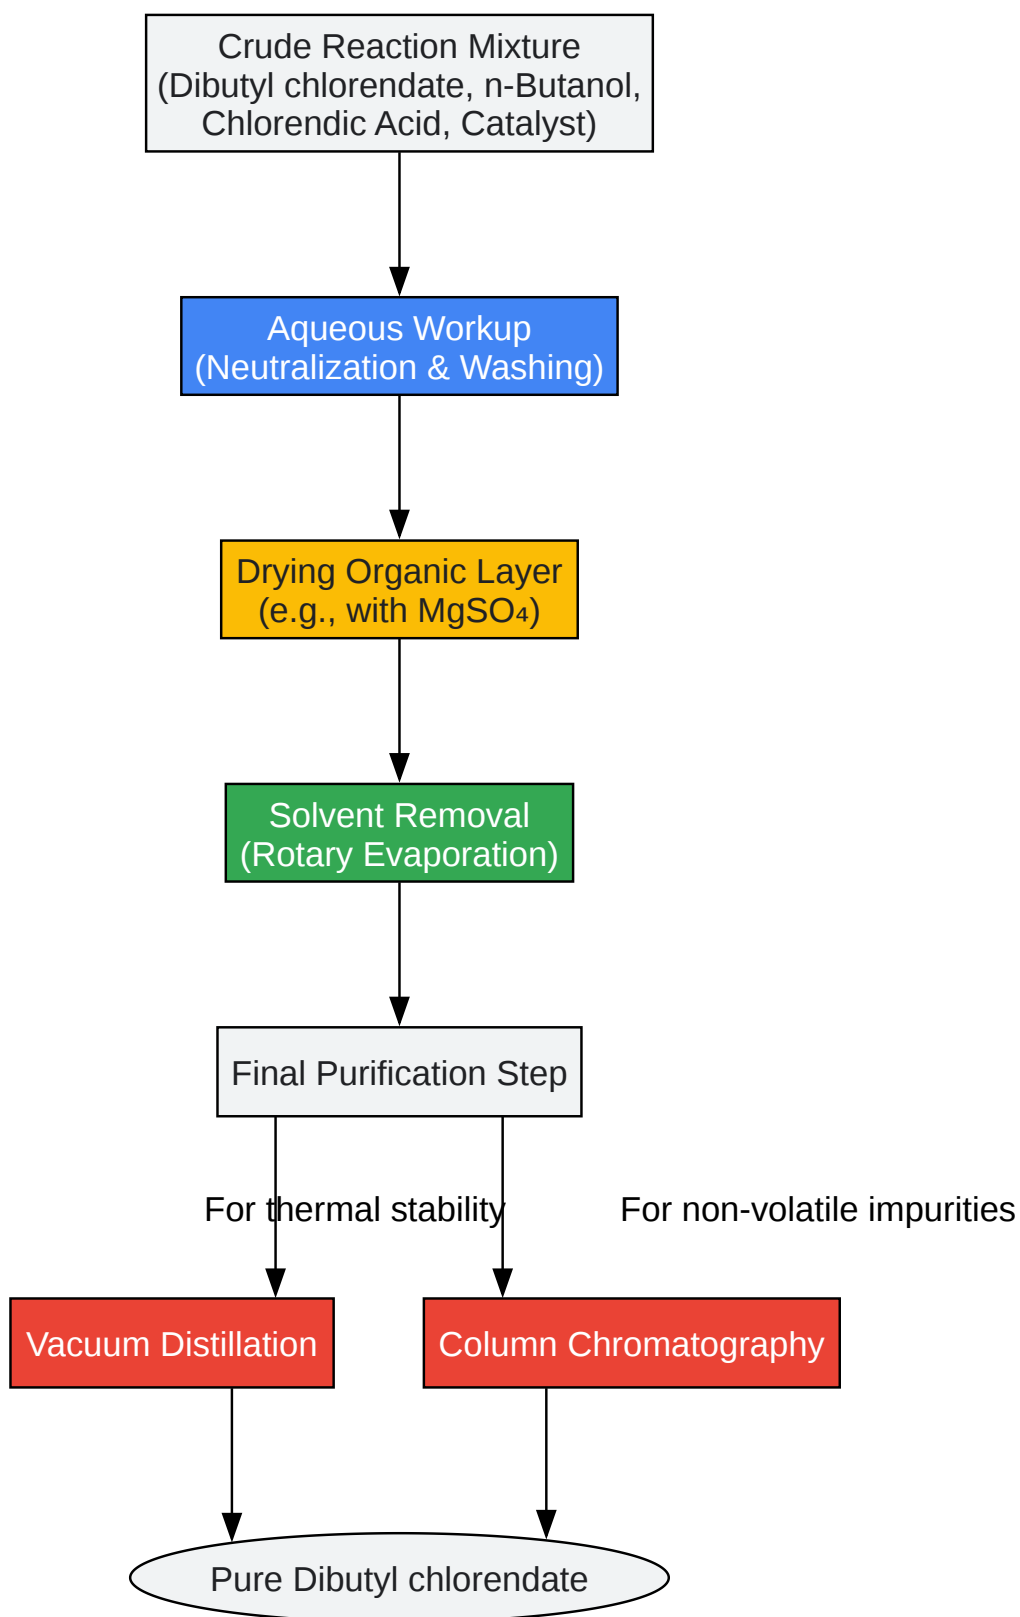 Crude Reaction Mixture
(Dibutyl chlorendate, n-Butanol,
Chlorendic Acid, Catalyst)
Aqueous Workup
(Neutralization & Washing)
Drying Organic Layer
(e.g., with MgSO₄)
Solvent Removal
(Rotary Evaporation)
Final Purification Step
For thermal stability
For non-volatile impurities
Vacuum Distillation
Column Chromatography
Pure Dibutyl chlorendate